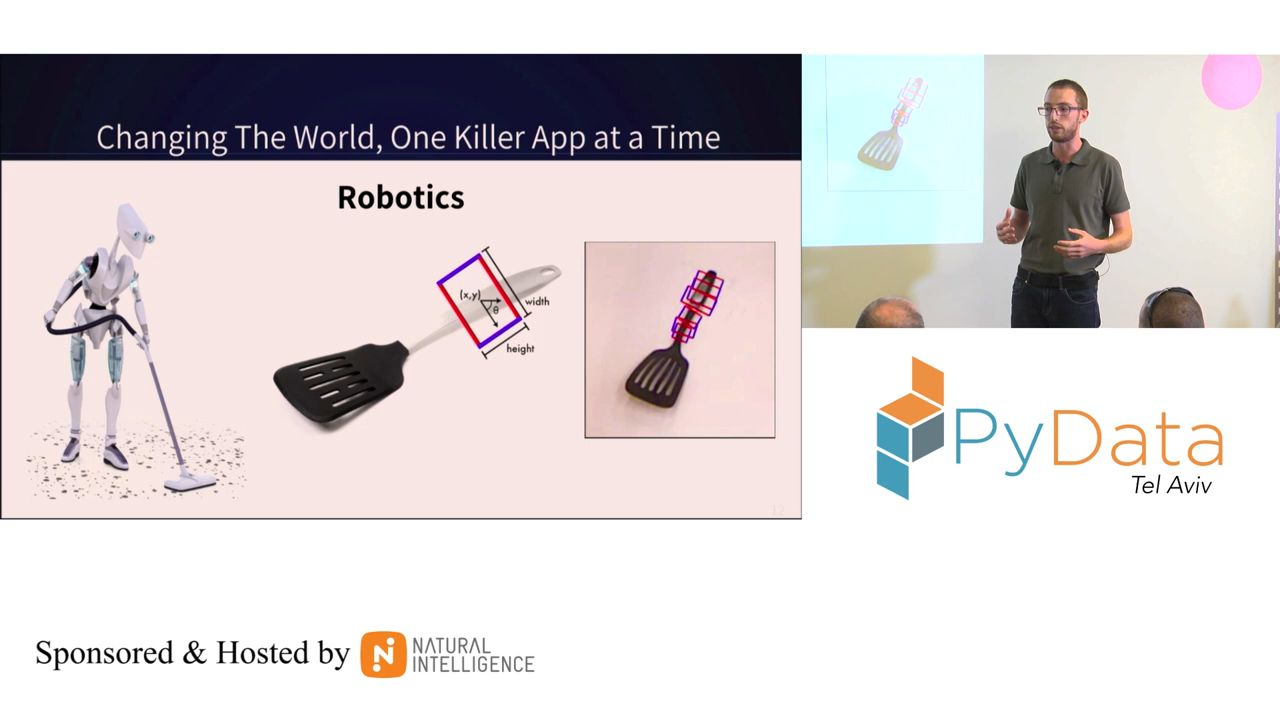 Changing The World, One Killer App at a Time
Robotics
(x,y)
θ
width
height
12
PyData
Tel Aviv
Sponsored & Hosted by
NATURAL
INTELLIGENCE